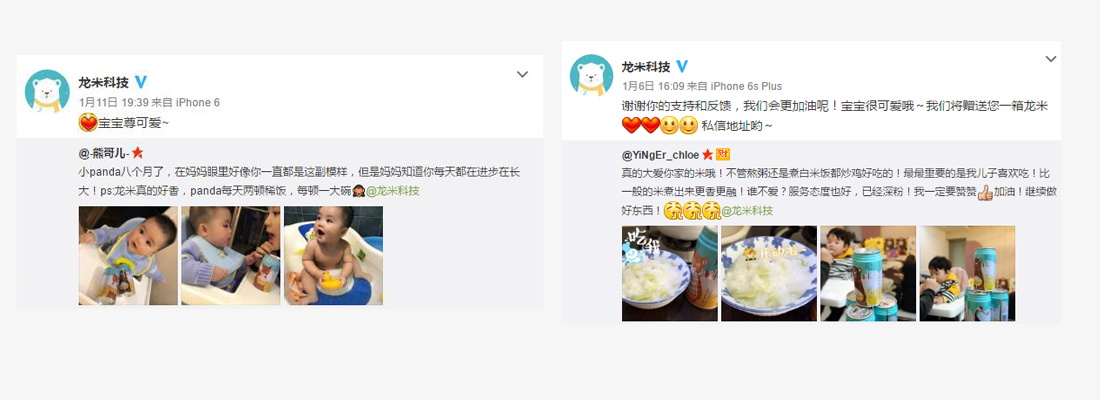 龙米科技
1月11日 19:39 来自 iPhone 6
宝宝尊可爱~
@-熊哥儿-
小panda八个月了，在妈妈眼里好像你一直都是这副模样，但是妈妈知道你每天都在进步在长
大！ps:龙米真的好香，panda每天两顿稀饭，每顿一大碗@龙米科技
龙米科技
1月6日 16:09 来自 iPhone 6s Plus
谢谢你的支持和反馈，我们会更加油呢！宝宝很可爱哦~我们将赠送您一箱龙米
私信地址哟~
@YiNgEr_chloe 财
真的大爱你家的米哦！不管熬粥还是煮白米饭都炒鸡好吃的！最最重要的是我儿子喜欢吃！比
一般的米煮出来更香更融！谁不爱？服务态度也好，已经深粉！我一定要赞赞加油！继续做
好东西！@龙米科技
吃我